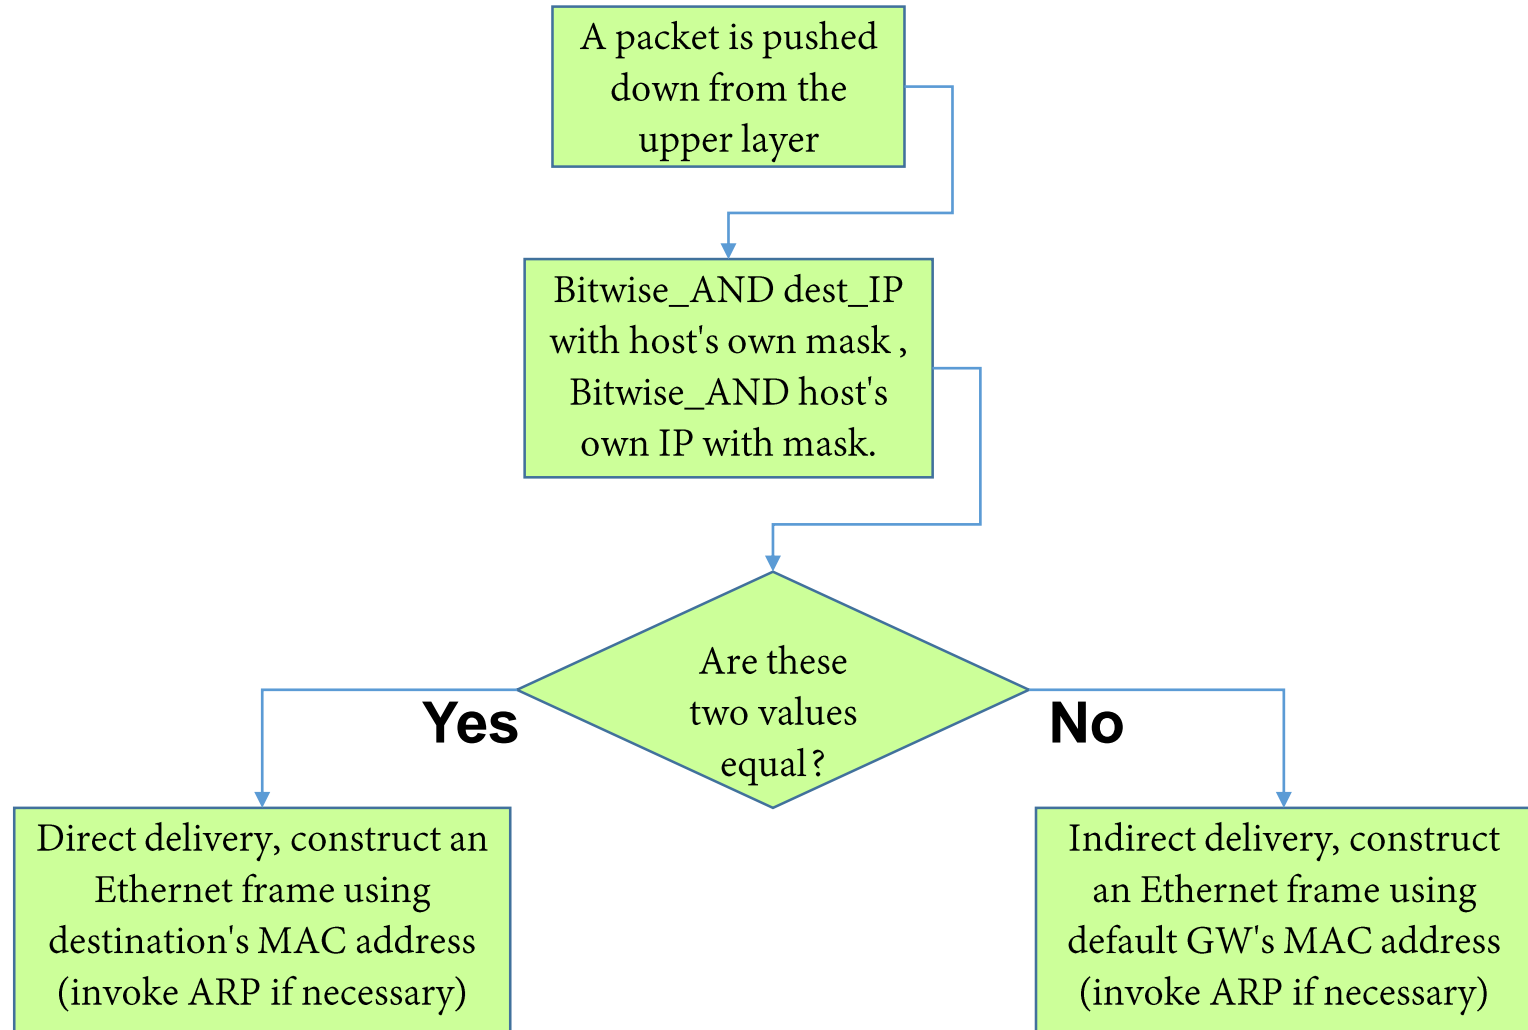 A packet is pushed
down from the
upper layer
Bitwise_AND dest_IP
with host's own mask ,
Bitwise_AND host's
own IP with mask.
Are these
two values
equal?
Yes
No
Direct delivery, construct an
Ethernet frame using
destination's MAC address
(invoke ARP if necessary)
Indirect delivery, construct
an Ethernet frame using
default GW's MAC address
(invoke ARP if necessary)